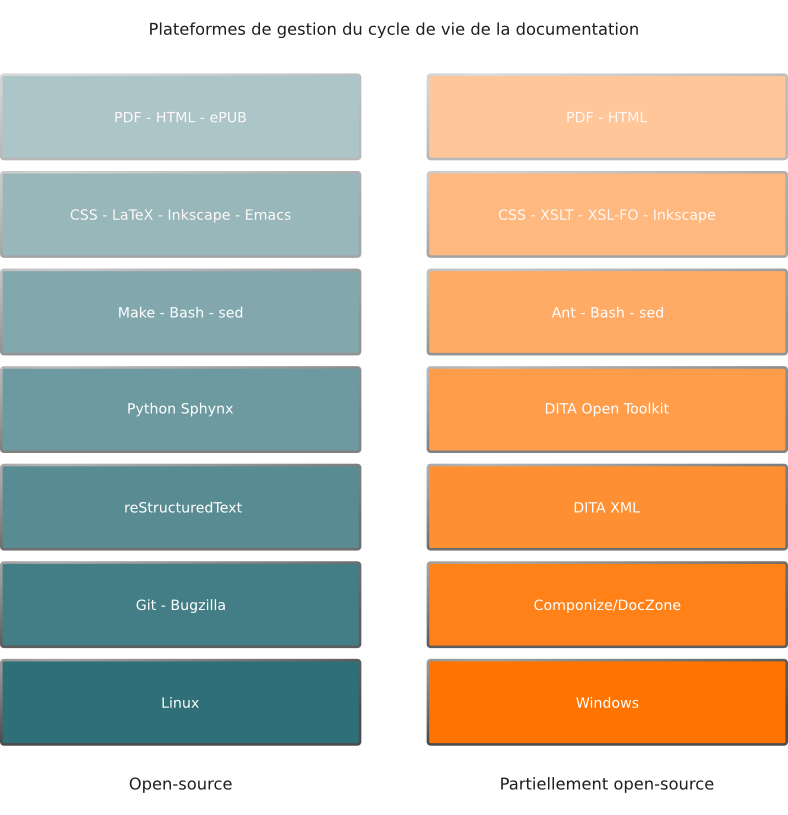 Plateformes de gestion du cycle de vie de la documentation
PDF - HTML - ePUB
PDF - HTML
CSS - LaTeX - Inkscape - Emacs
CSS - XSLT - XSL-FO - Inkscape
Make - Bash - sed
Ant - Bash - sed
Python Sphynx
DITA Open Toolkit
reStructuredText
DITA XML
Git - Bugzilla
Componize/DocZone
Linux
Windows
Open-source
Partiellement open-source